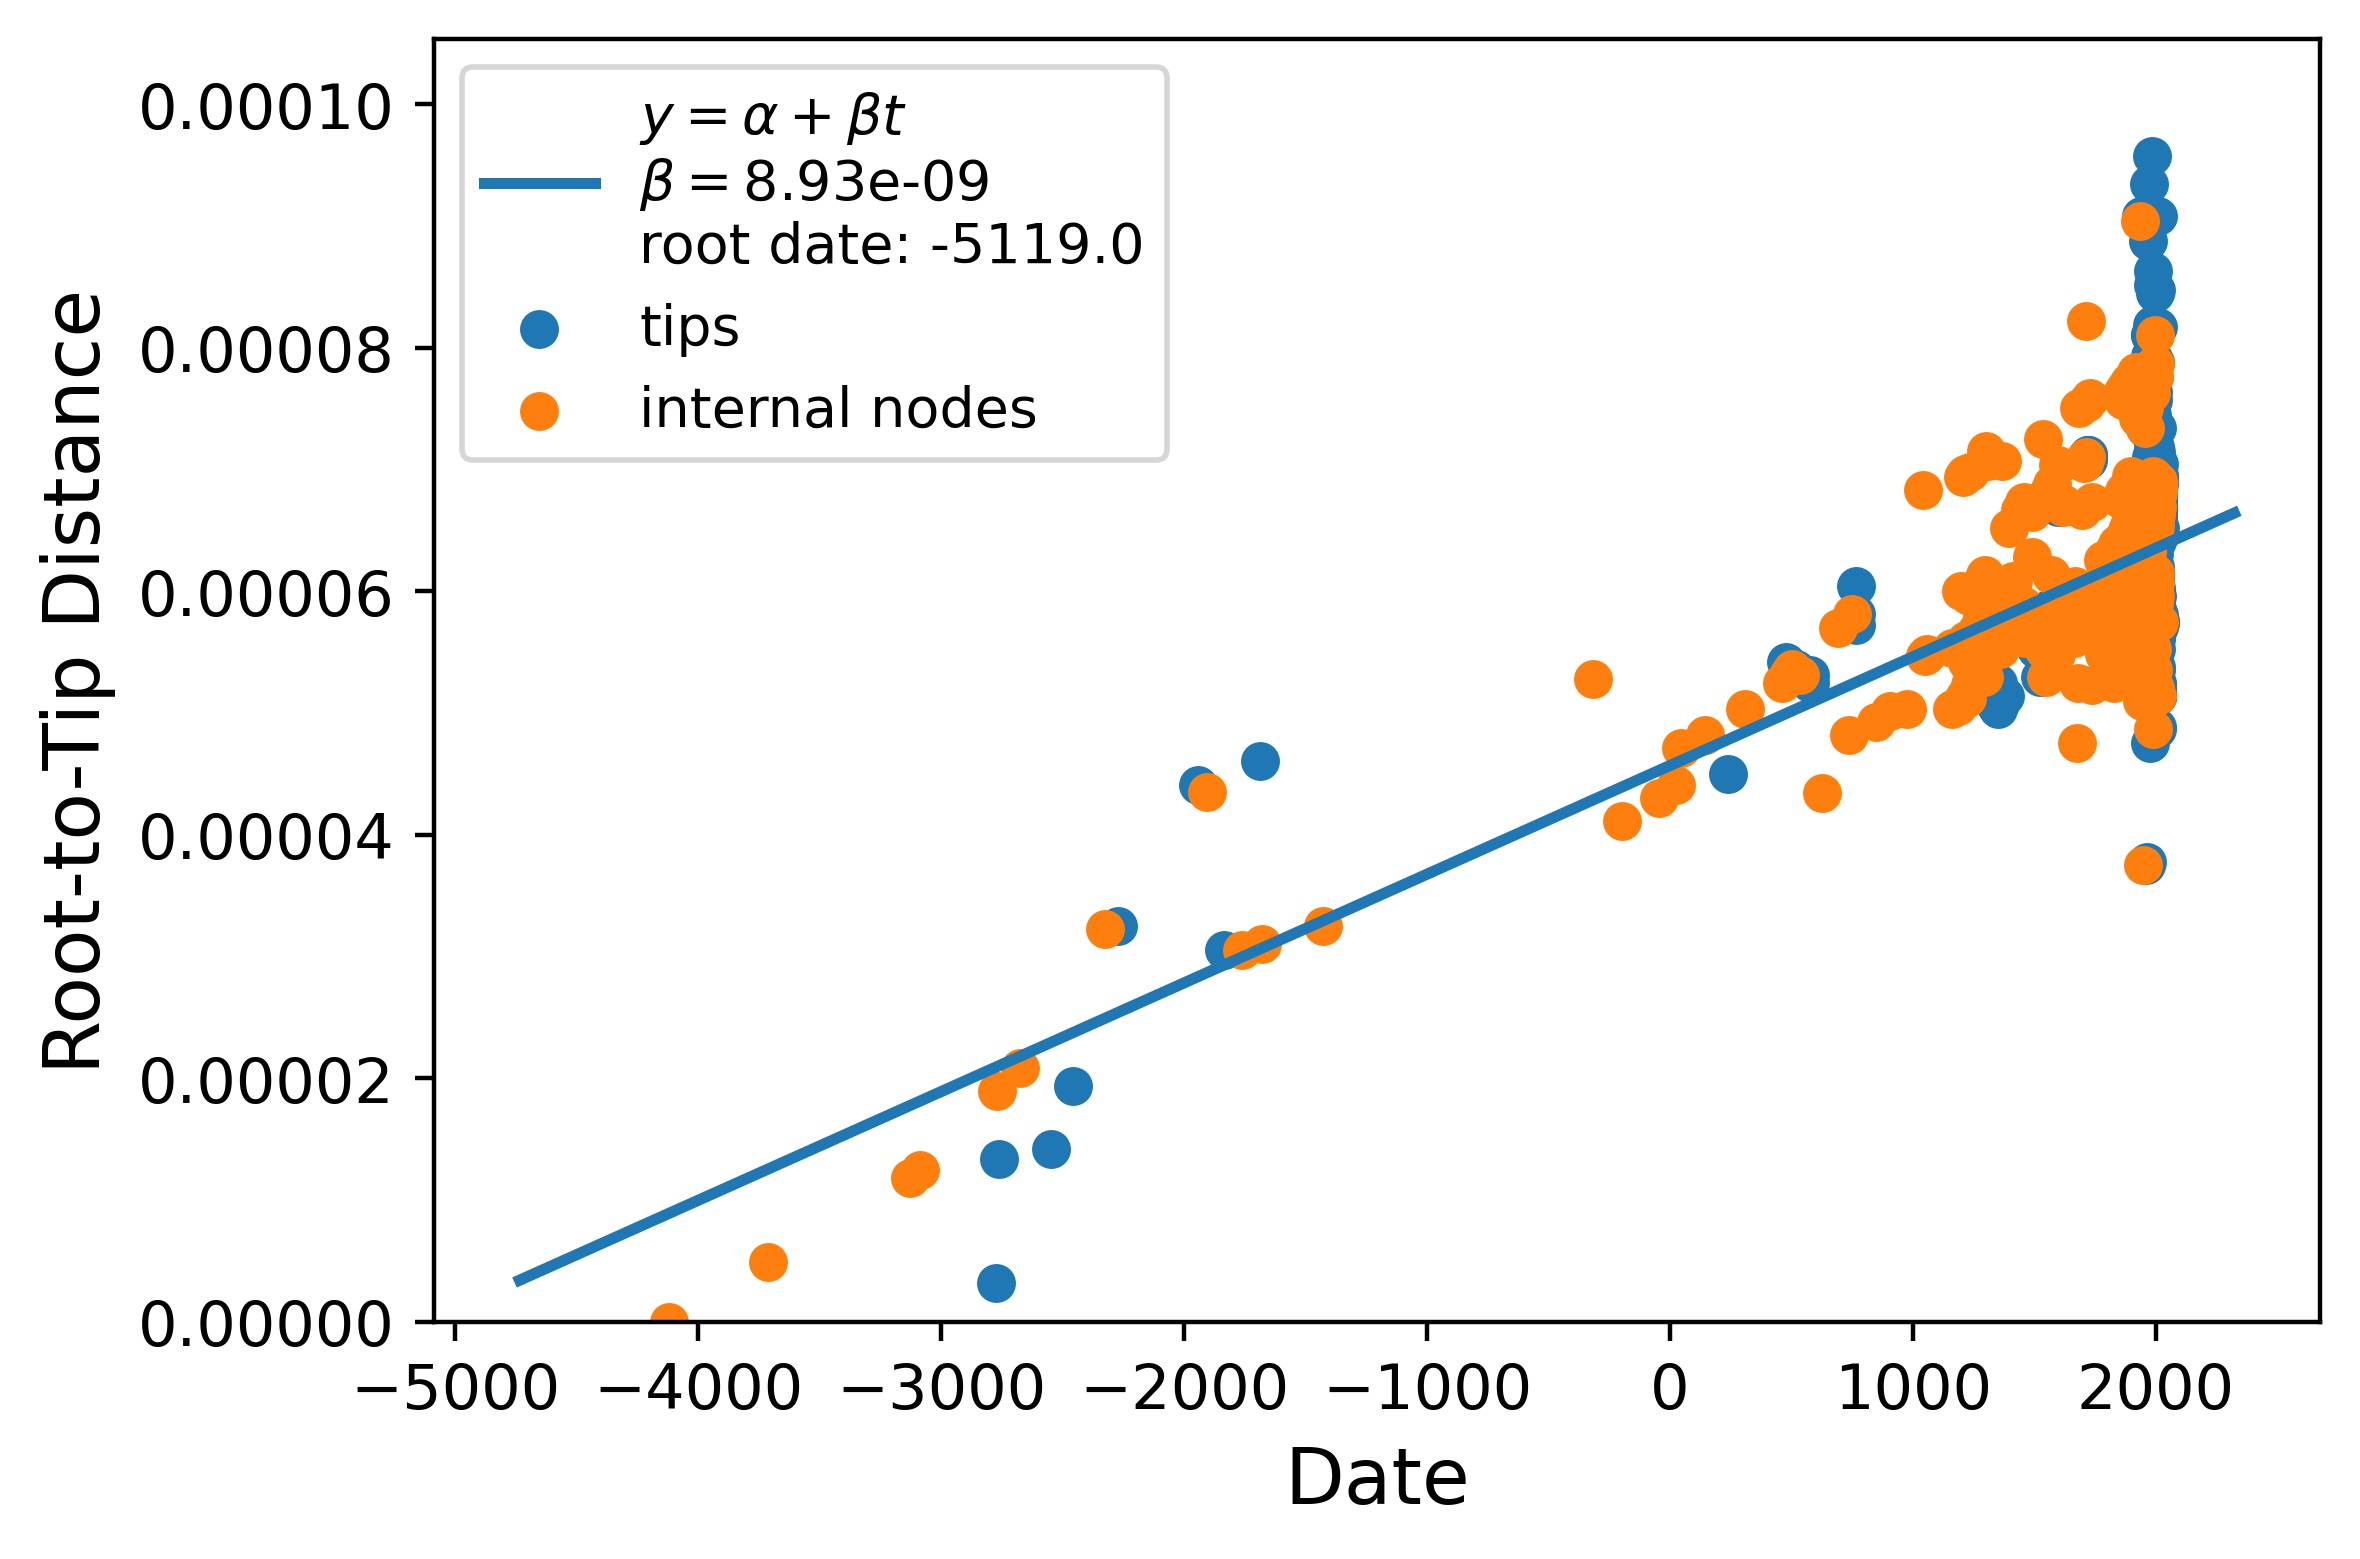 y = α + βt
β = 8.93e-09
root date: -5119.0
tips
internal nodes
Root-to-Tip Distance
0.00010
0.00008
0.00006
0.00004
0.00002
0.00000
−5000 −4000 −3000 −2000 −1000 0 1000 2000
Date